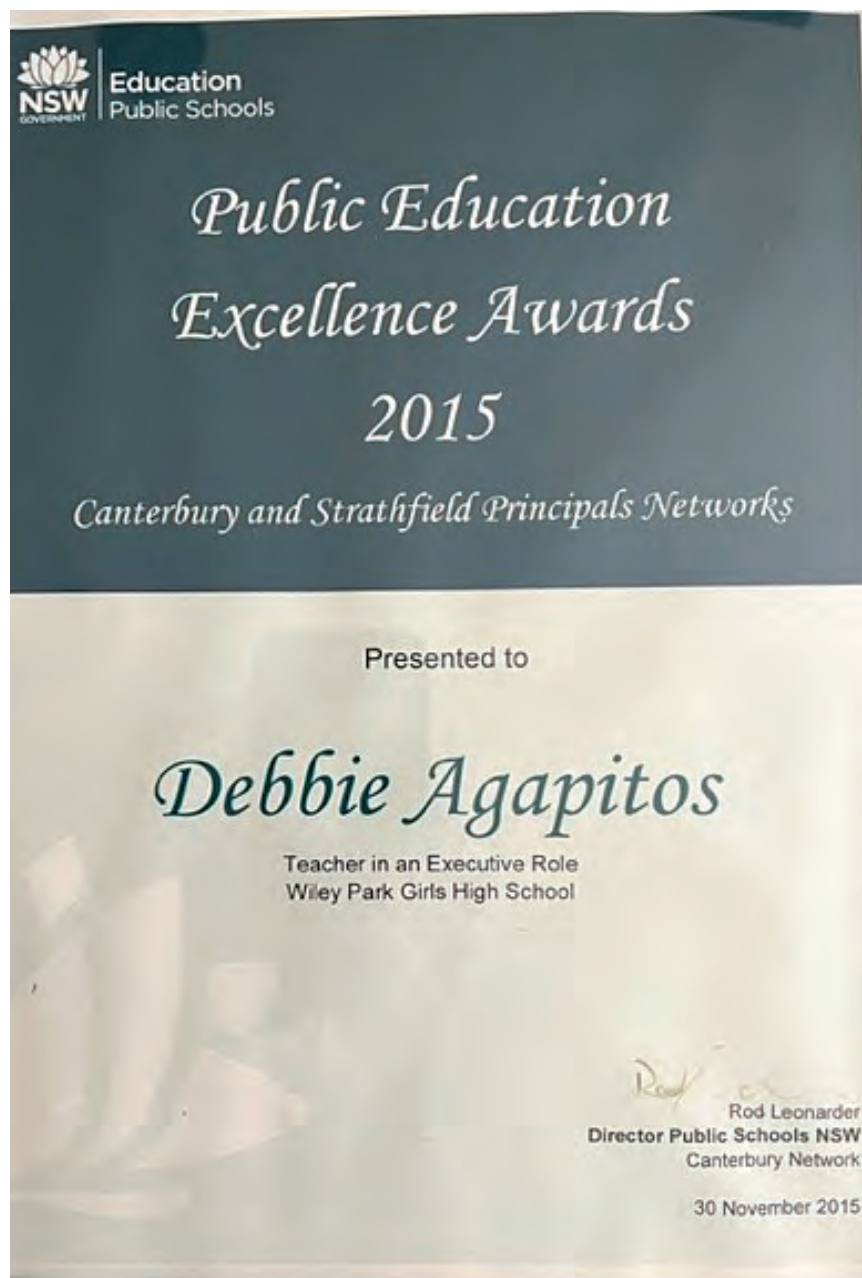 NSW
GOVERNMENT
Education
Public Schools
Public Education
Excellence Awards
2015
Canterbury and Strathfield Principals Networks
Presented to
Debbie Agapitos
Teacher in an Executive Role
Wiley Park Girls High School
Rod
Rod Leonarder
Director Public Schools NSW
Canterbury Network
30 November 2015